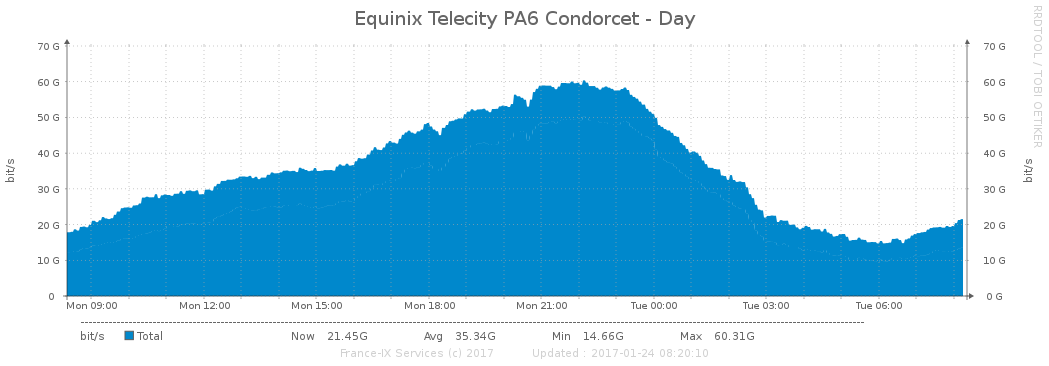 Equinix Telecity PA6 Condorcet - Day
RRDTOOL / TOBI OETIKER
70 G 70 G
60 G 60 G
50 G 50 G
40 G 40 G
30 G 30 G
20 G 20 G
10 G 10 G
0 0 G
bit/s bit/s
Mon 09:00 Mon 12:00 Mon 15:00 Mon 18:00 Mon 21:00 Tue 00:00 Tue 03:00 Tue 06:00
bit/s Total Now 21.45G Avg 35.34G Min 14.66G Max 60.31G
France-IX Services (c) 2017 Updated : 2017-01-24 08:20:10